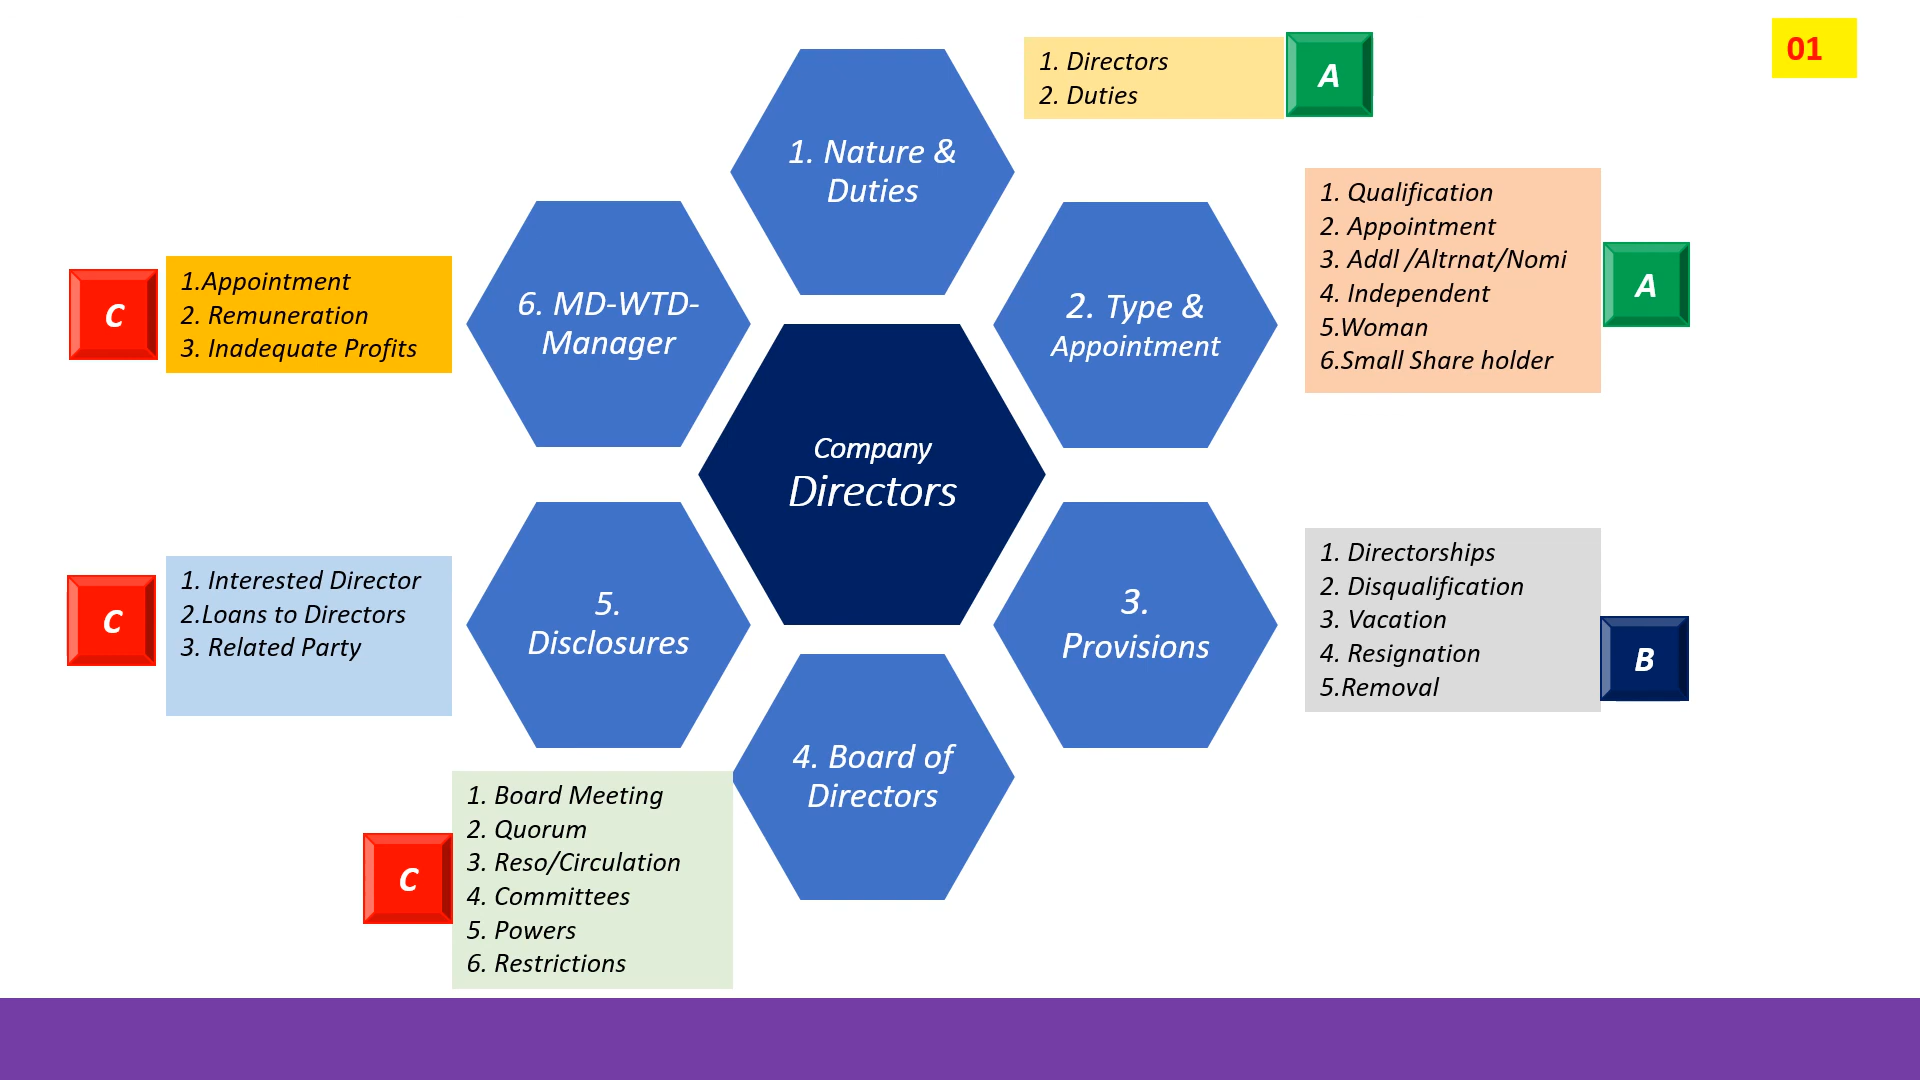 01
1. Directors
2. Duties
A
1. Nature &
Duties
1. Qualification
2. Appointment
3. Addl /Altrnat/Nomi
4. Independent
5.Woman
6.Small Share holder
A
2. Type &
Appointment
6. MD-WTD-
Manager
1.Appointment
2. Remuneration
3. Inadequate Profits
C
Company
Directors
1. Directorships
2. Disqualification
3. Vacation
4. Resignation
5.Removal
B
3.
Provisions
5.
Disclosures
1. Interested Director
2.Loans to Directors
3. Related Party
C
4. Board of
Directors
1. Board Meeting
2. Quorum
3. Reso/Circulation
4. Committees
5. Powers
6. Restrictions
C